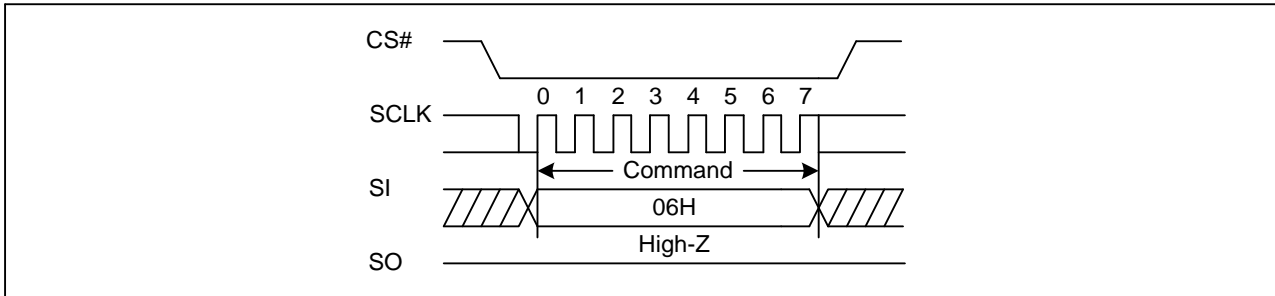 CS#
0 1 2 3 4 5 6 7
SCLK
Command
SI
06H
High-Z
SO